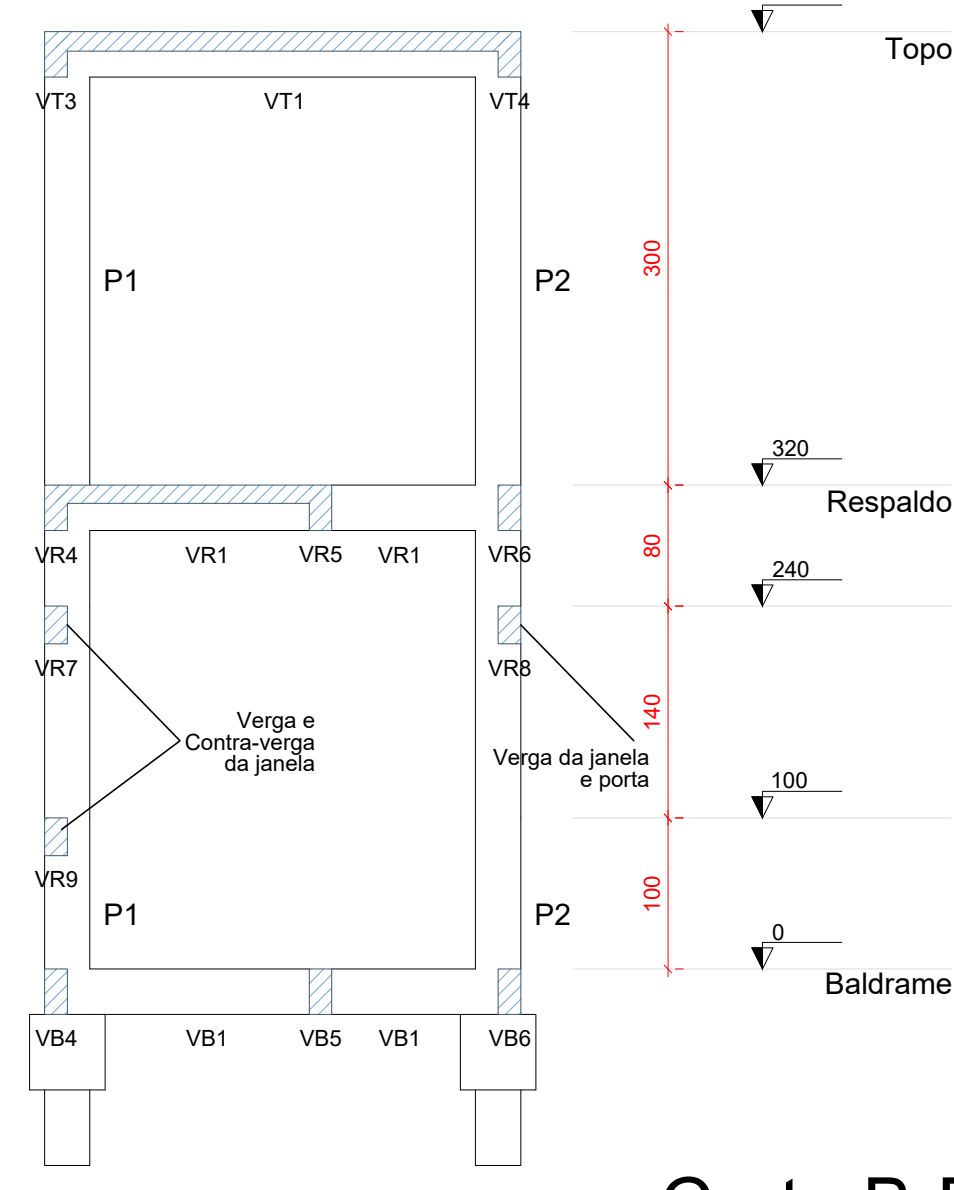 Topo
VT3 VT1 VT4
P1 P2
300
320
Respaldo
VR4 VR1 VR5 VR1 VR6
80
240
VR7 VR8
140
Verga e
Contra-verga
da janela
Verga da janela
e porta
100
VR9
100
P1 P2
0
Baldrame
VB4 VB1 VB5 VB1 VB6